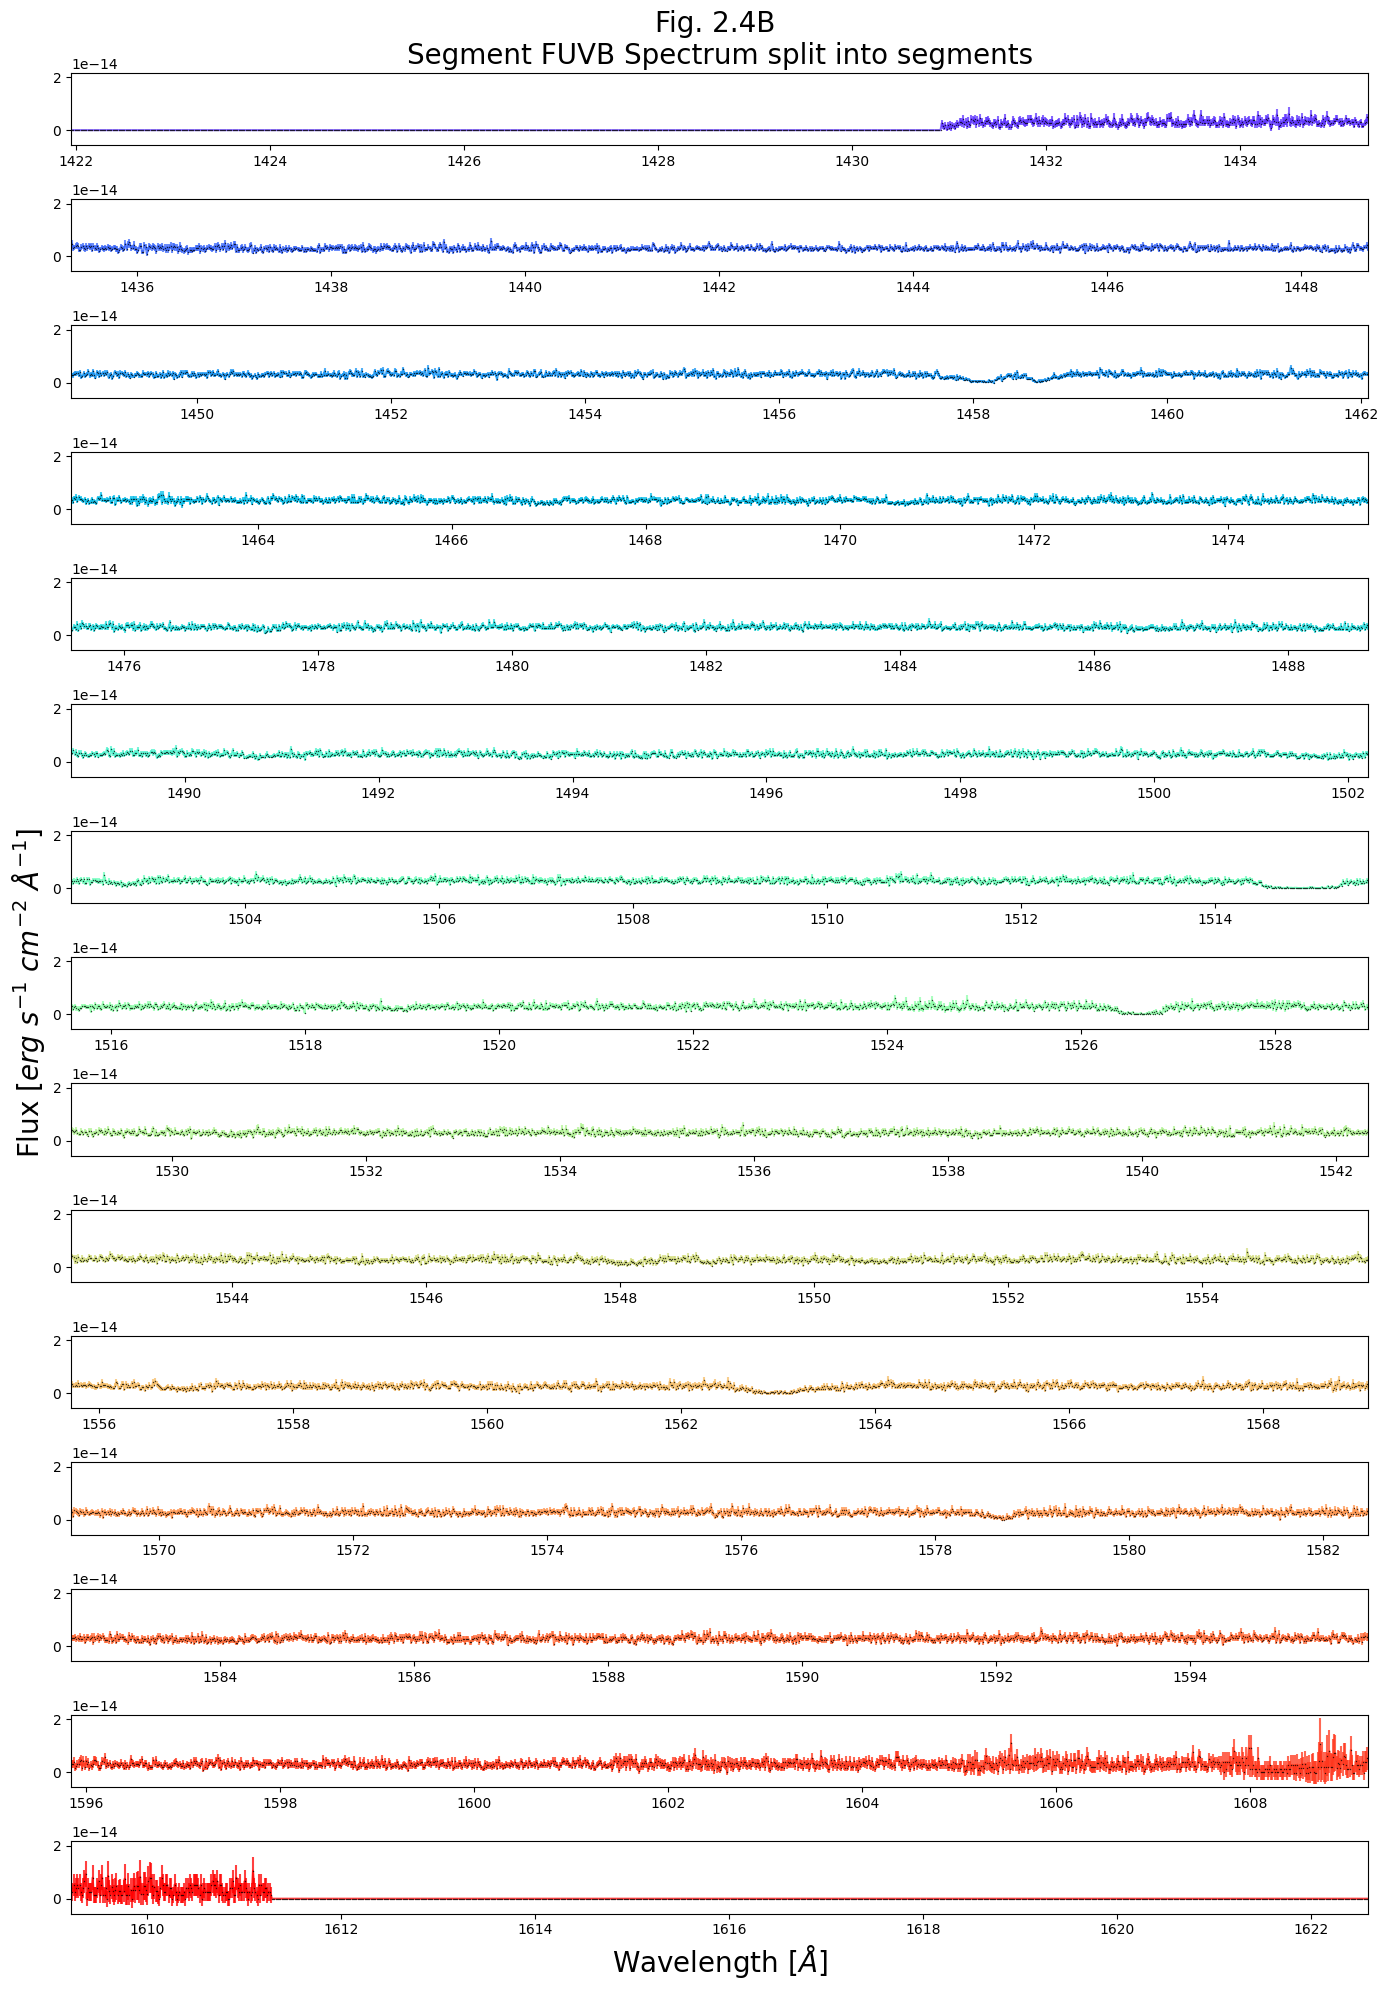 Fig. 2.4B
Segment FUVB Spectrum split into segments
1e−14
2
0
1422 1424 1426 1428 1430 1432 1434
1e−14
2
0
1436 1438 1440 1442 1444 1446 1448
1e−14
2
0
1450 1452 1454 1456 1458 1460 1462
1e−14
2
0
1464 1466 1468 1470 1472 1474
1e−14
2
0
1476 1478 1480 1482 1484 1486 1488
1e−14
2
0
1490 1492 1494 1496 1498 1500 1502
1e−14
2
0
1504 1506 1508 1510 1512 1514
1e−14
2
0
1516 1518 1520 1522 1524 1526 1528
1e−14
2
0
1530 1532 1534 1536 1538 1540 1542
1e−14
2
0
1544 1546 1548 1550 1552 1554
1e−14
2
0
1556 1558 1560 1562 1564 1566 1568
1e−14
2
0
1570 1572 1574 1576 1578 1580 1582
1e−14
2
0
1584 1586 1588 1590 1592 1594
1e−14
2
0
1596 1598 1600 1602 1604 1606 1608
1e−14
2
0
1610 1612 1614 1616 1618 1620 1622
Flux [erg s⁻¹ cm⁻² Å⁻¹]
Wavelength [Å]